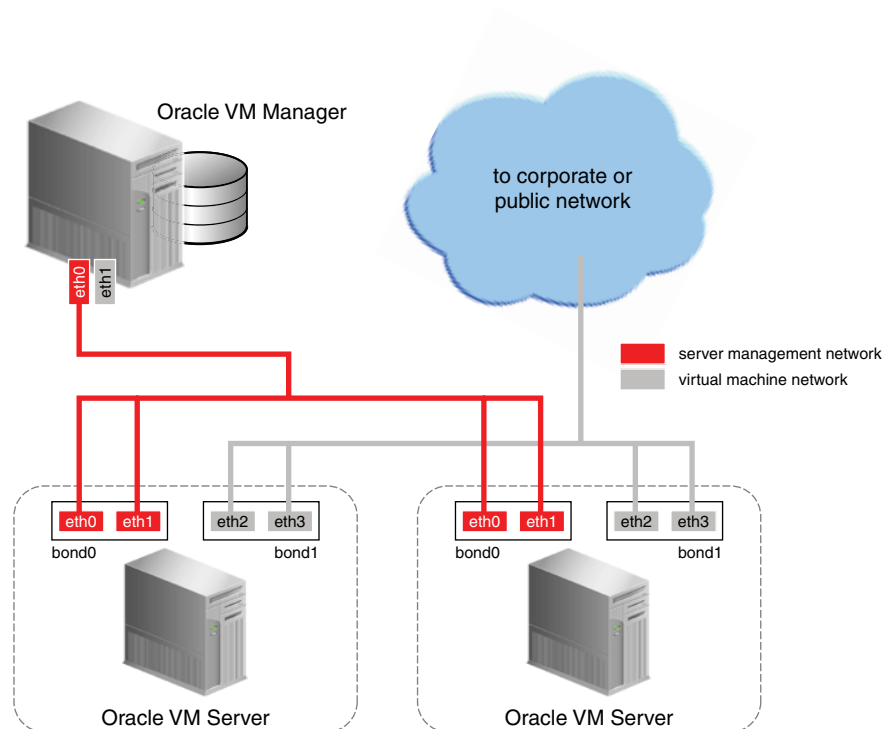 Oracle VM Manager
to corporate or
public network
eth0
eth1
server management network
virtual machine network
eth0
eth1
eth2
eth3
bond0
bond1
eth0
eth1
eth2
eth3
bond0
bond1
Oracle VM Server
Oracle VM Server